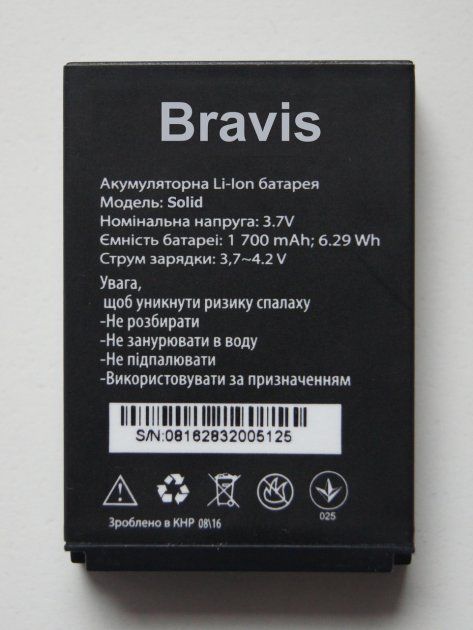 Bravis
Акумуляторна Li-Ion батарея
Модель: Solid
Номінальна напруга: 3.7V
Ємність батареї: 1 700 mAh; 6.29 Wh
Струм зарядки: 3,7~4.2 V
Увага,
щоб уникнути ризику спалаху
-Не розбирати
-Не занурювати в воду
-Не підпалювати
-Використовувати за призначенням
S/N:08162832005125
025
Зроблено в КНР 08\16